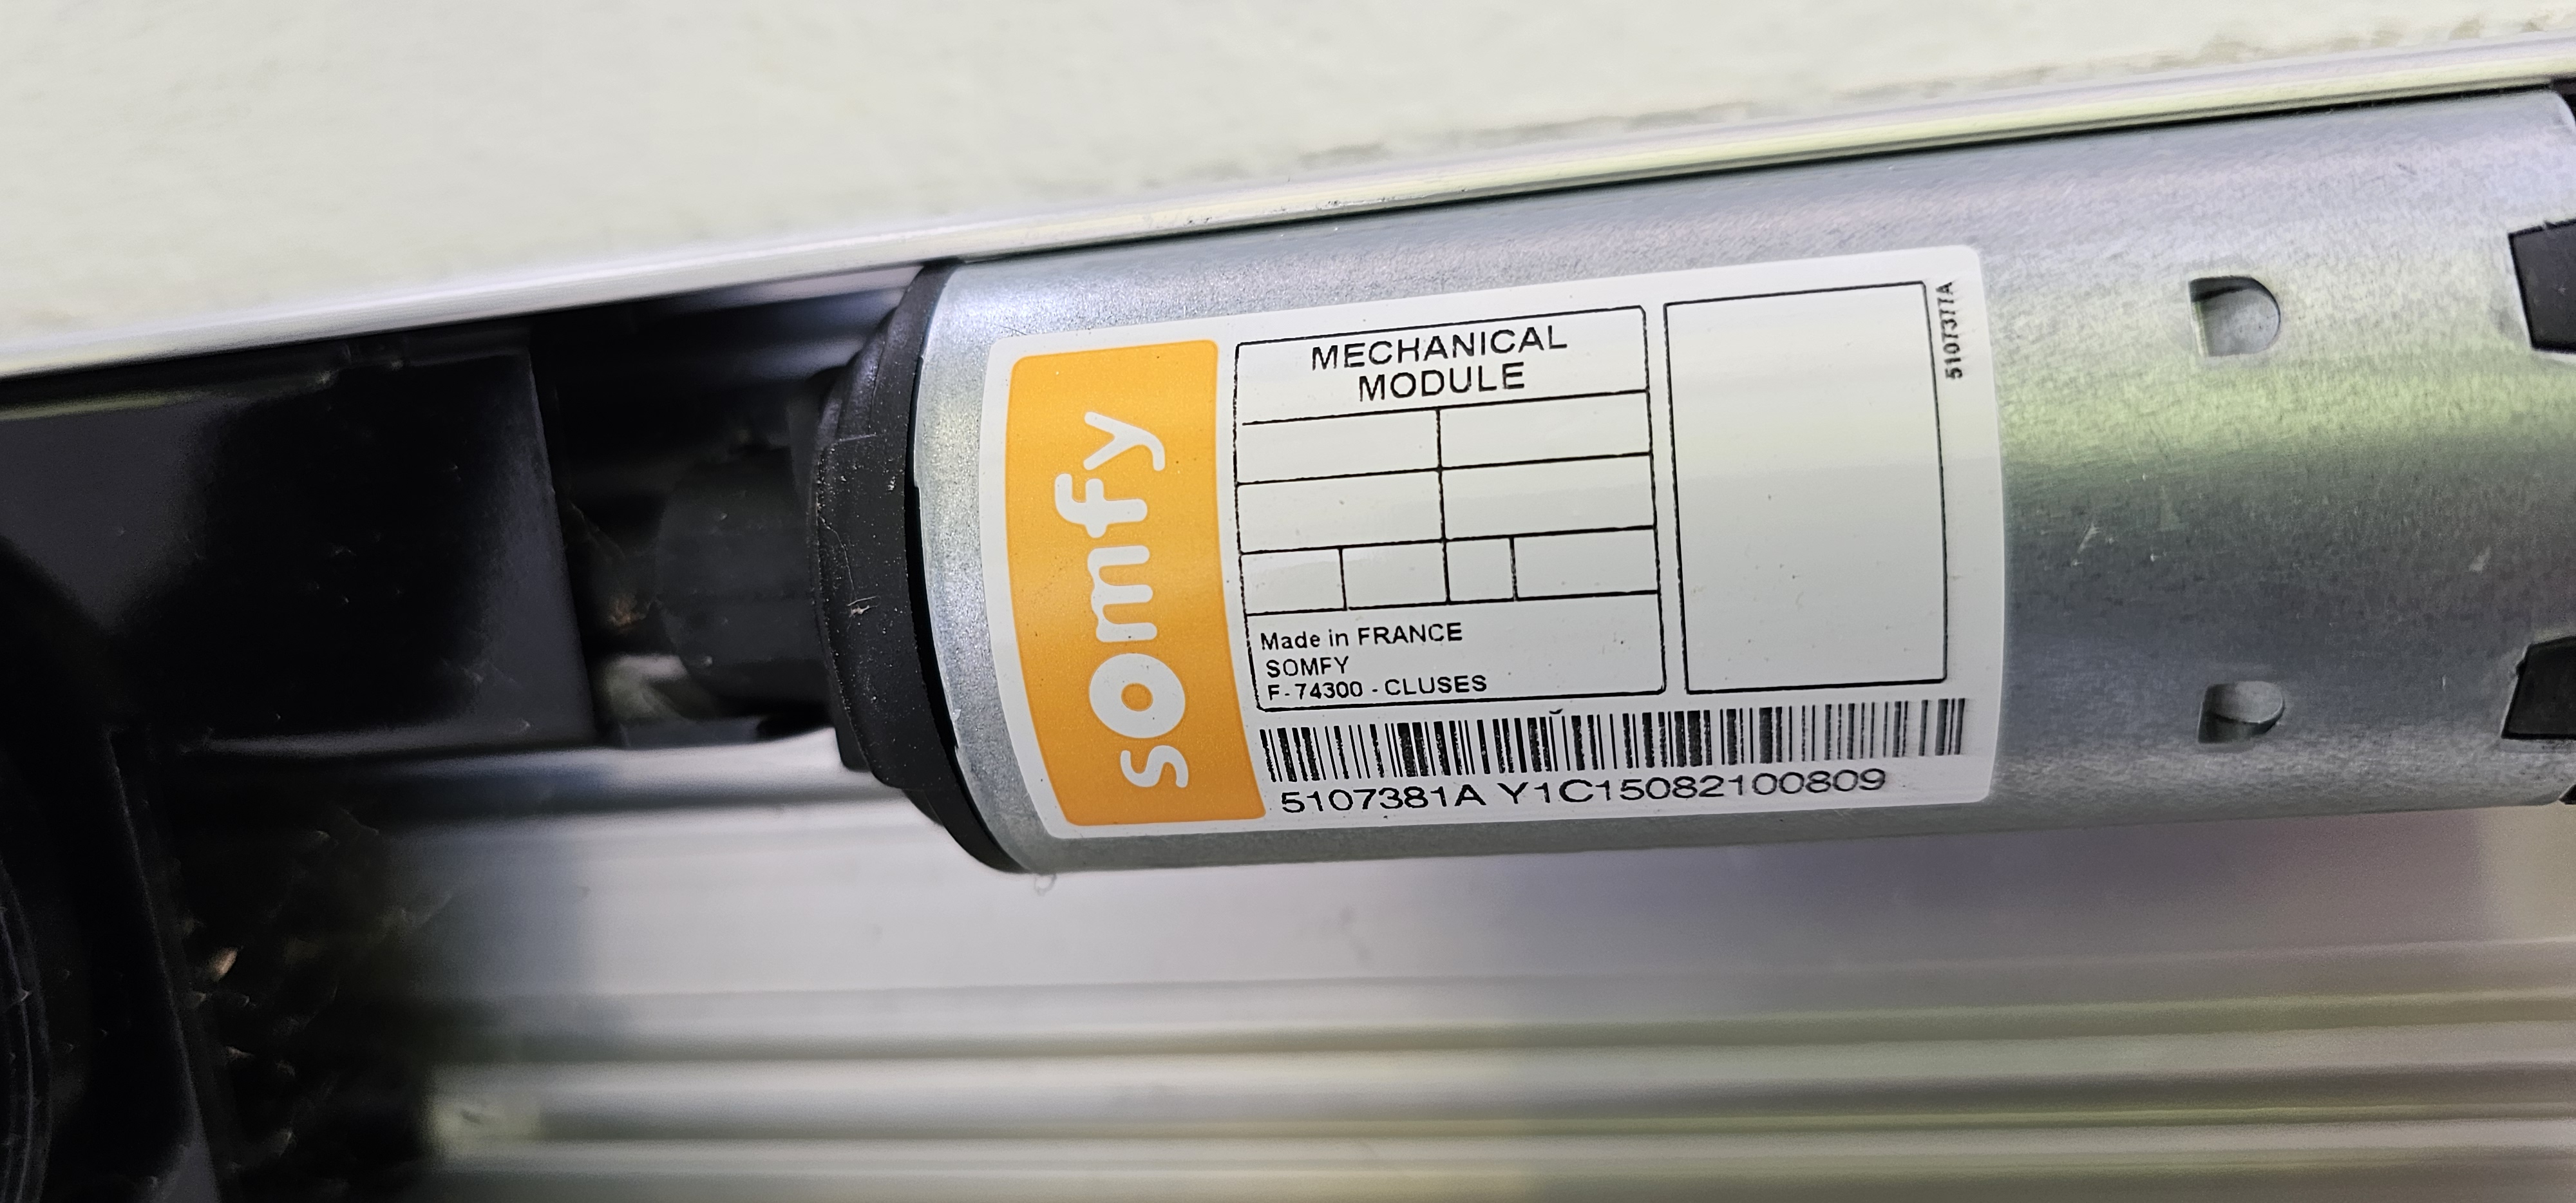 somfy
MECHANICAL
MODULE
Made in FRANCE
SOMFY
F-74300 - CLUSES
5107377A
5107381A Y1C15082100809